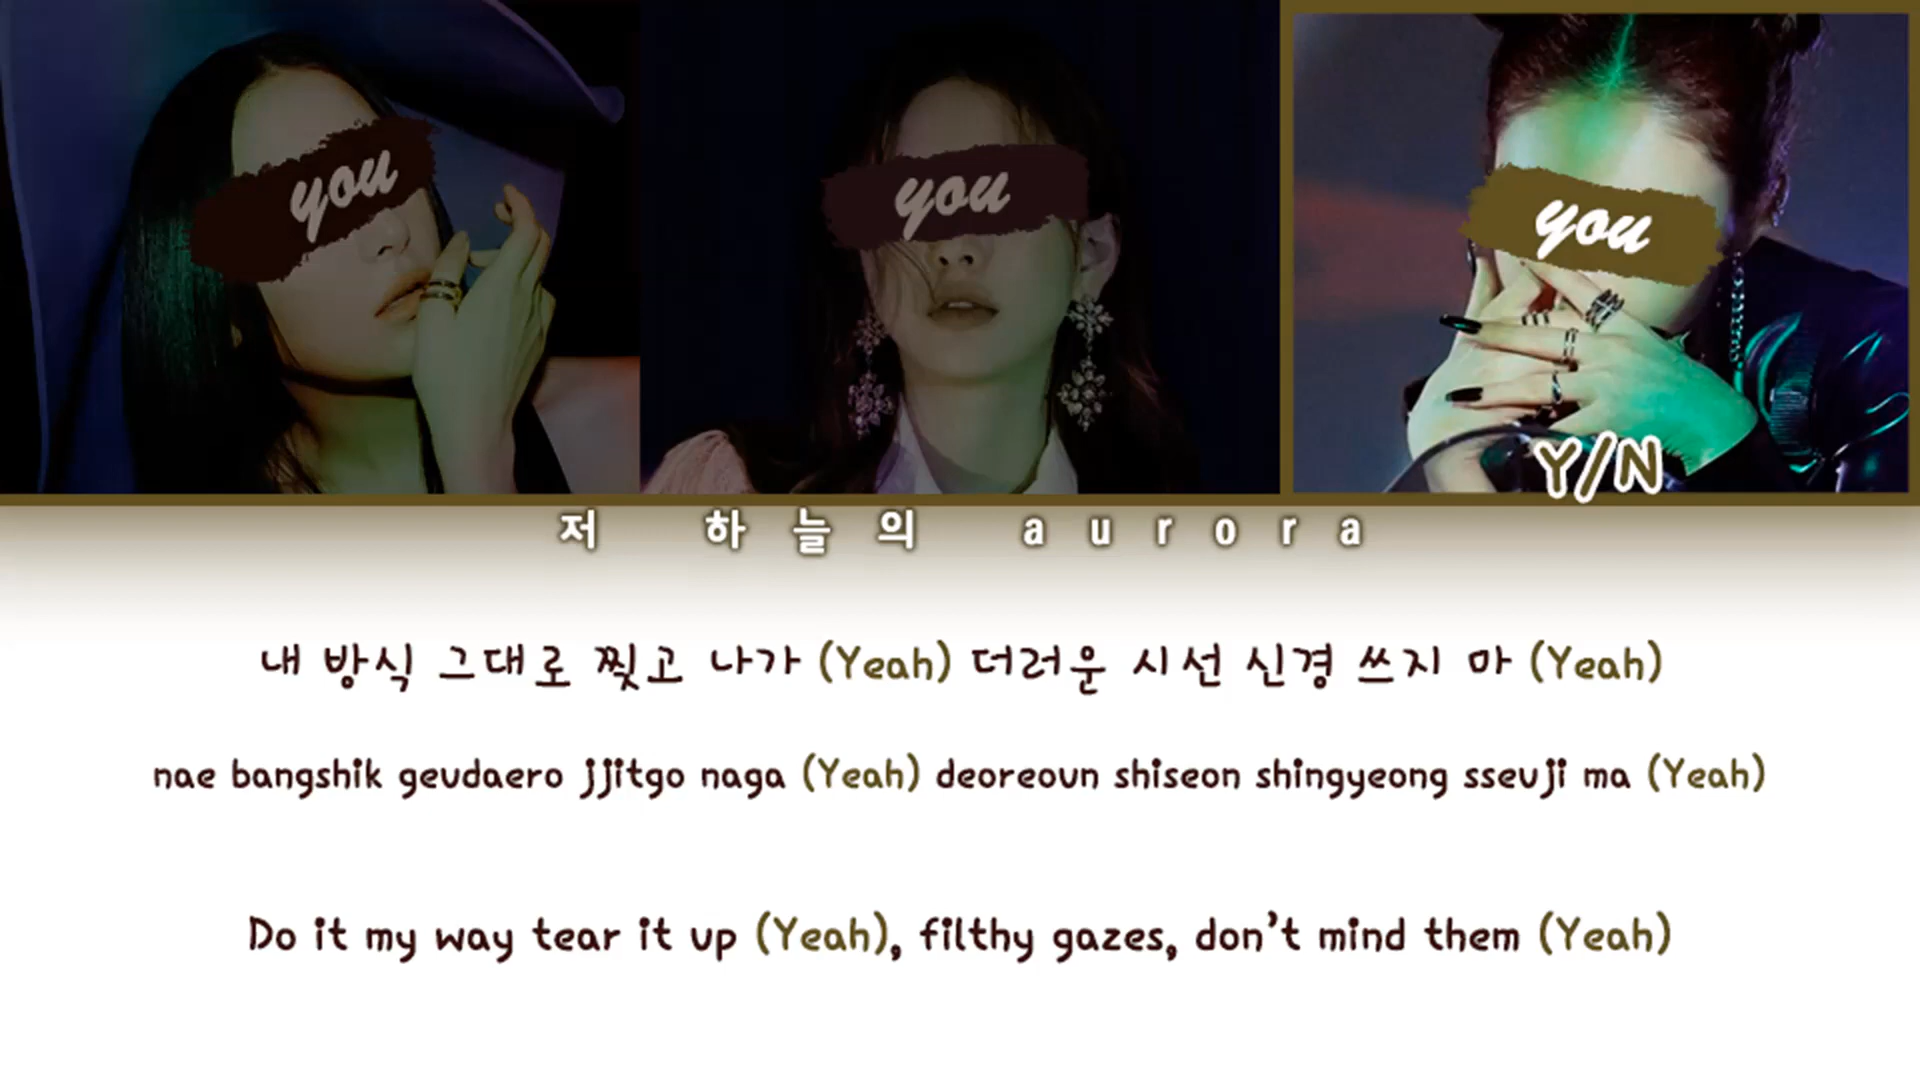 you
you
you
Y/N
저 하늘의 aurora
내 방식 그대로 찢고 나가 (Yeah) 더러운 시선 신경 쓰지 마 (Yeah)
nae bangshik geudaero jjitgo naga (Yeah) deoreoun shiseon shingyeong sseuji ma (Yeah)
Do it my way tear it up (Yeah), filthy gazes, don't mind them (Yeah)